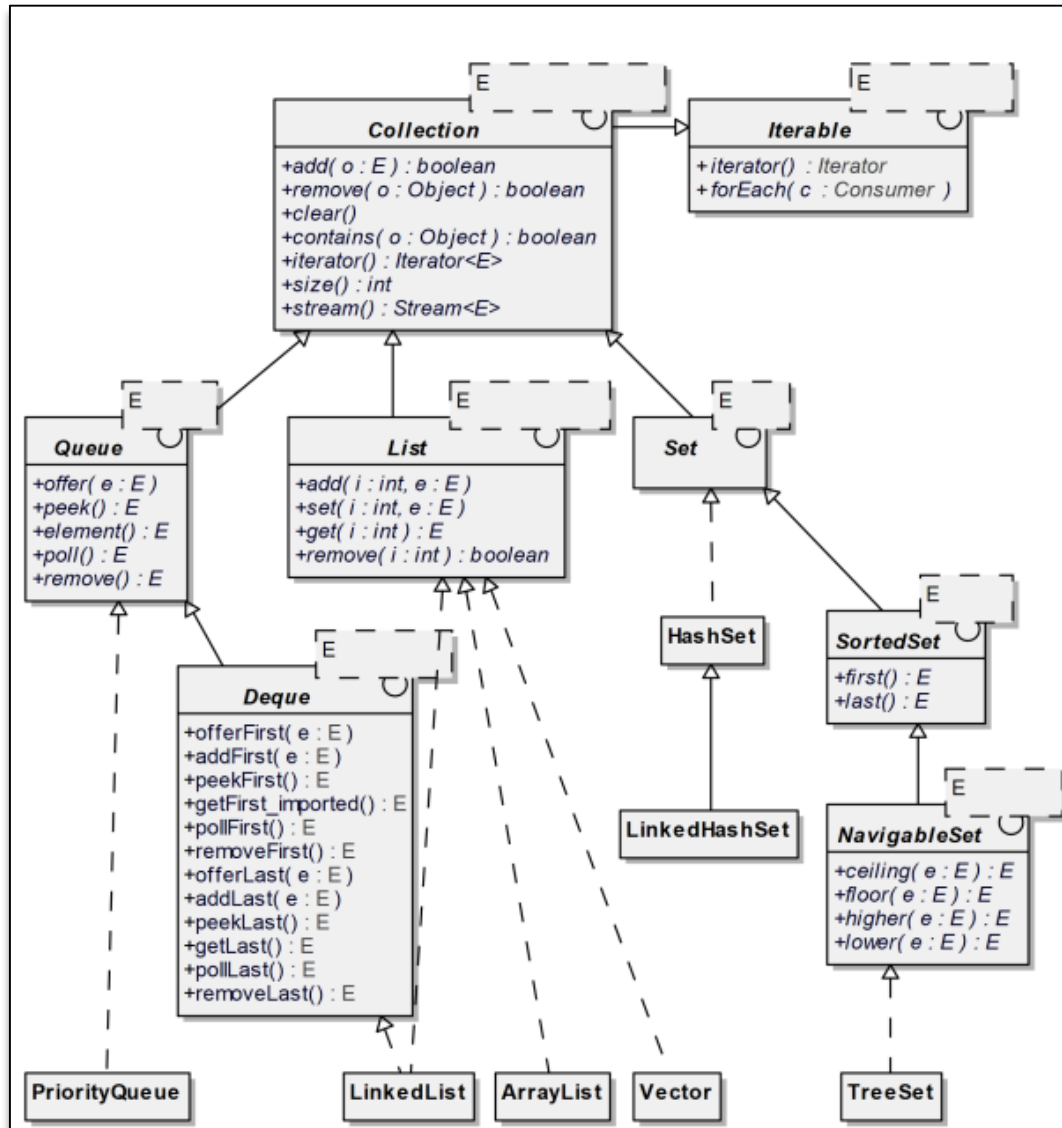 E
Collection
+add( o : E ) : boolean
+remove( o : Object ) : boolean
+clear()
+contains( o : Object ) : boolean
+iterator() : Iterator<E>
+size() : int
+stream() : Stream<E>
E
Iterable
+iterator() : Iterator
+forEach( c : Consumer )
E
Queue
+offer( e : E )
+peek() : E
+element() : E
+poll() : E
+remove() : E
E
List
+add( i : int, e : E )
+set( i : int, e : E )
+get( i : int ) : E
+remove( i : int ) : boolean
E
Set
HashSet
LinkedHashSet
E
SortedSet
+first() : E
+last() : E
E
Deque
+offerFirst( e : E )
+addFirst( e : E )
+peekFirst() : E
+getFirst_imported() : E
+pollFirst() : E
+removeFirst() : E
+offerLast( e : E )
+addLast( e : E )
+peekLast() : E
+getLast() : E
+pollLast() : E
+removeLast() : E
E
NavigableSet
+ceiling( e : E ) : E
+floor( e : E ) : E
+higher( e : E ) : E
+lower( e : E ) : E
PriorityQueue
LinkedList
ArrayList
Vector
TreeSet